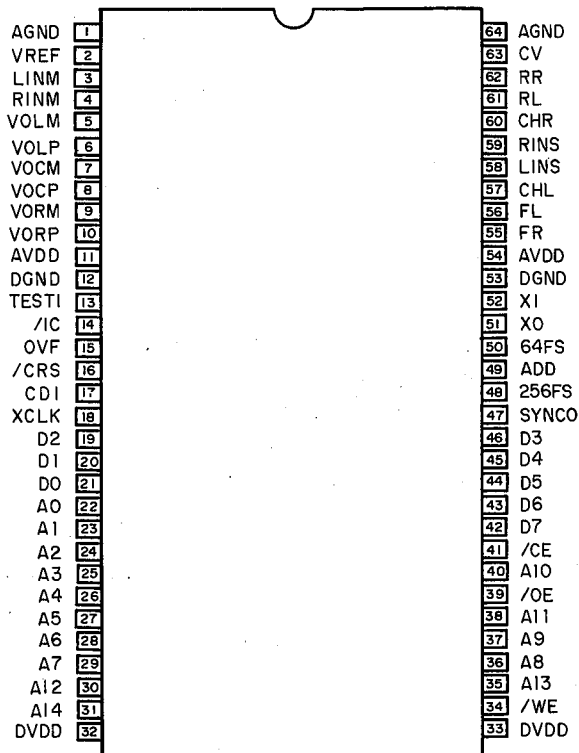 AGND 1 64 AGND
VREF 2 63 CV
LINM 3 62 RR
RINM 4 61 RL
VOLM 5 60 CHR
VOLP 6 59 RINS
VOCM 7 58 LINS
VOCP 8 57 CHL
VORM 9 56 FL
VORP 10 55 FR
AVDD 11 54 AVDD
DGND 12 53 DGND
TESTI 13 52 XI
/IC 14 51 XO
OVF 15 50 64FS
/CRS 16 49 ADD
CDI 17 48 256FS
XCLK 18 47 SYNCO
D2 19 46 D3
D1 20 45 D4
D0 21 44 D5
A0 22 43 D6
A1 23 42 D7
A2 24 41 /CE
A3 25 40 A10
A4 26 39 /OE
A5 27 38 A11
A6 28 37 A9
A7 29 36 A8
A12 30 35 A13
A14 31 34 /WE
DVDD 32 33 DVDD